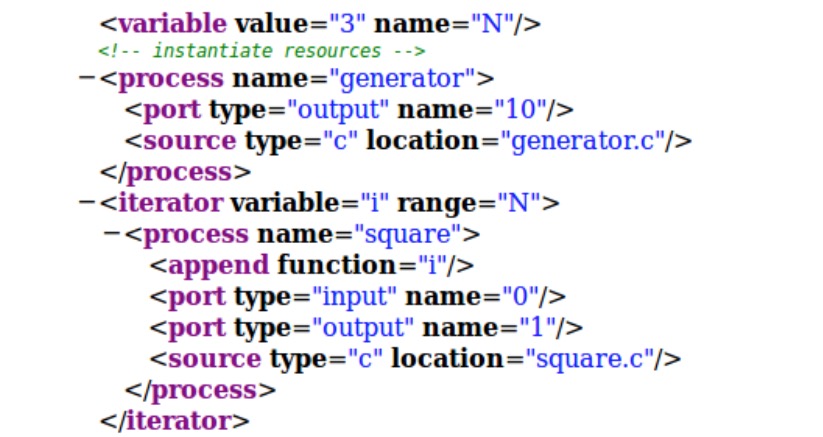 <variable value="3" name="N"/>
<!-- instantiate resources -->
−<process name="generator">
<port type="output" name="10"/>
<source type="c" location="generator.c"/>
</process>
−<iterator variable="i" range="N">
−<process name="square">
<append function="i"/>
<port type="input" name="0"/>
<port type="output" name="1"/>
<source type="c" location="square.c"/>
</process>
</iterator>